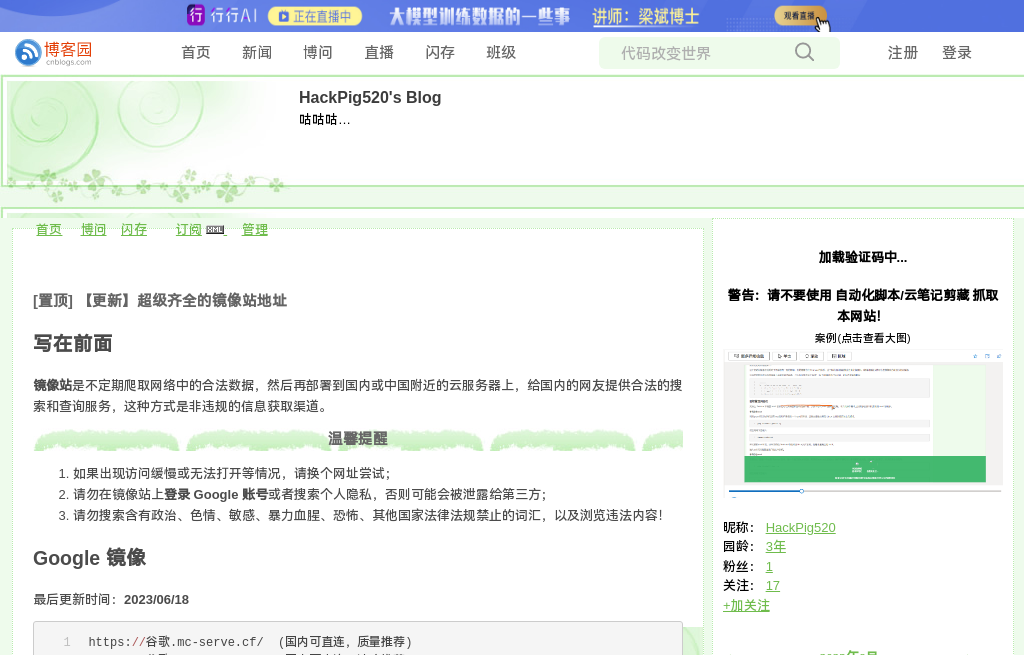 行行AI 正在直播中 大模型训练数据的一些事 讲师：梁斌博士 观看直播
博客园
cnblogs.com
首页 新闻 博问 直播 闪存 班级 代码改变世界 注册 登录
HackPig520's Blog
咕咕咕…
首页 博问 闪存 订阅 XML 管理
[置顶] 【更新】超级齐全的镜像站地址
写在前面
镜像站是不定期爬取网络中的合法数据，然后再部署到国内或中国附近的云服务器上，给国内的网友提供合法的搜
索和查询服务，这种方式是非违规的信息获取渠道。
温馨提醒
1. 如果出现访问缓慢或无法打开等情况，请换个网址尝试；
2. 请勿在镜像站上登录 Google 账号或者搜索个人隐私，否则可能会被泄露给第三方；
3. 请勿搜索含有政治、色情、敏感、暴力血腥、恐怖、其他国家法律法规禁止的词汇，以及浏览违法内容！
Google 镜像
最后更新时间：2023/06/18
1 https://谷歌.mc-serve.cf/ (国内可直连，质量推荐)
加载验证码中...
警告：请不要使用 自动化脚本/云笔记剪藏 抓取
本网站！
案例(点击查看大图)
昵称： HackPig520
园龄： 3年
粉丝： 1
关注： 17
+加关注